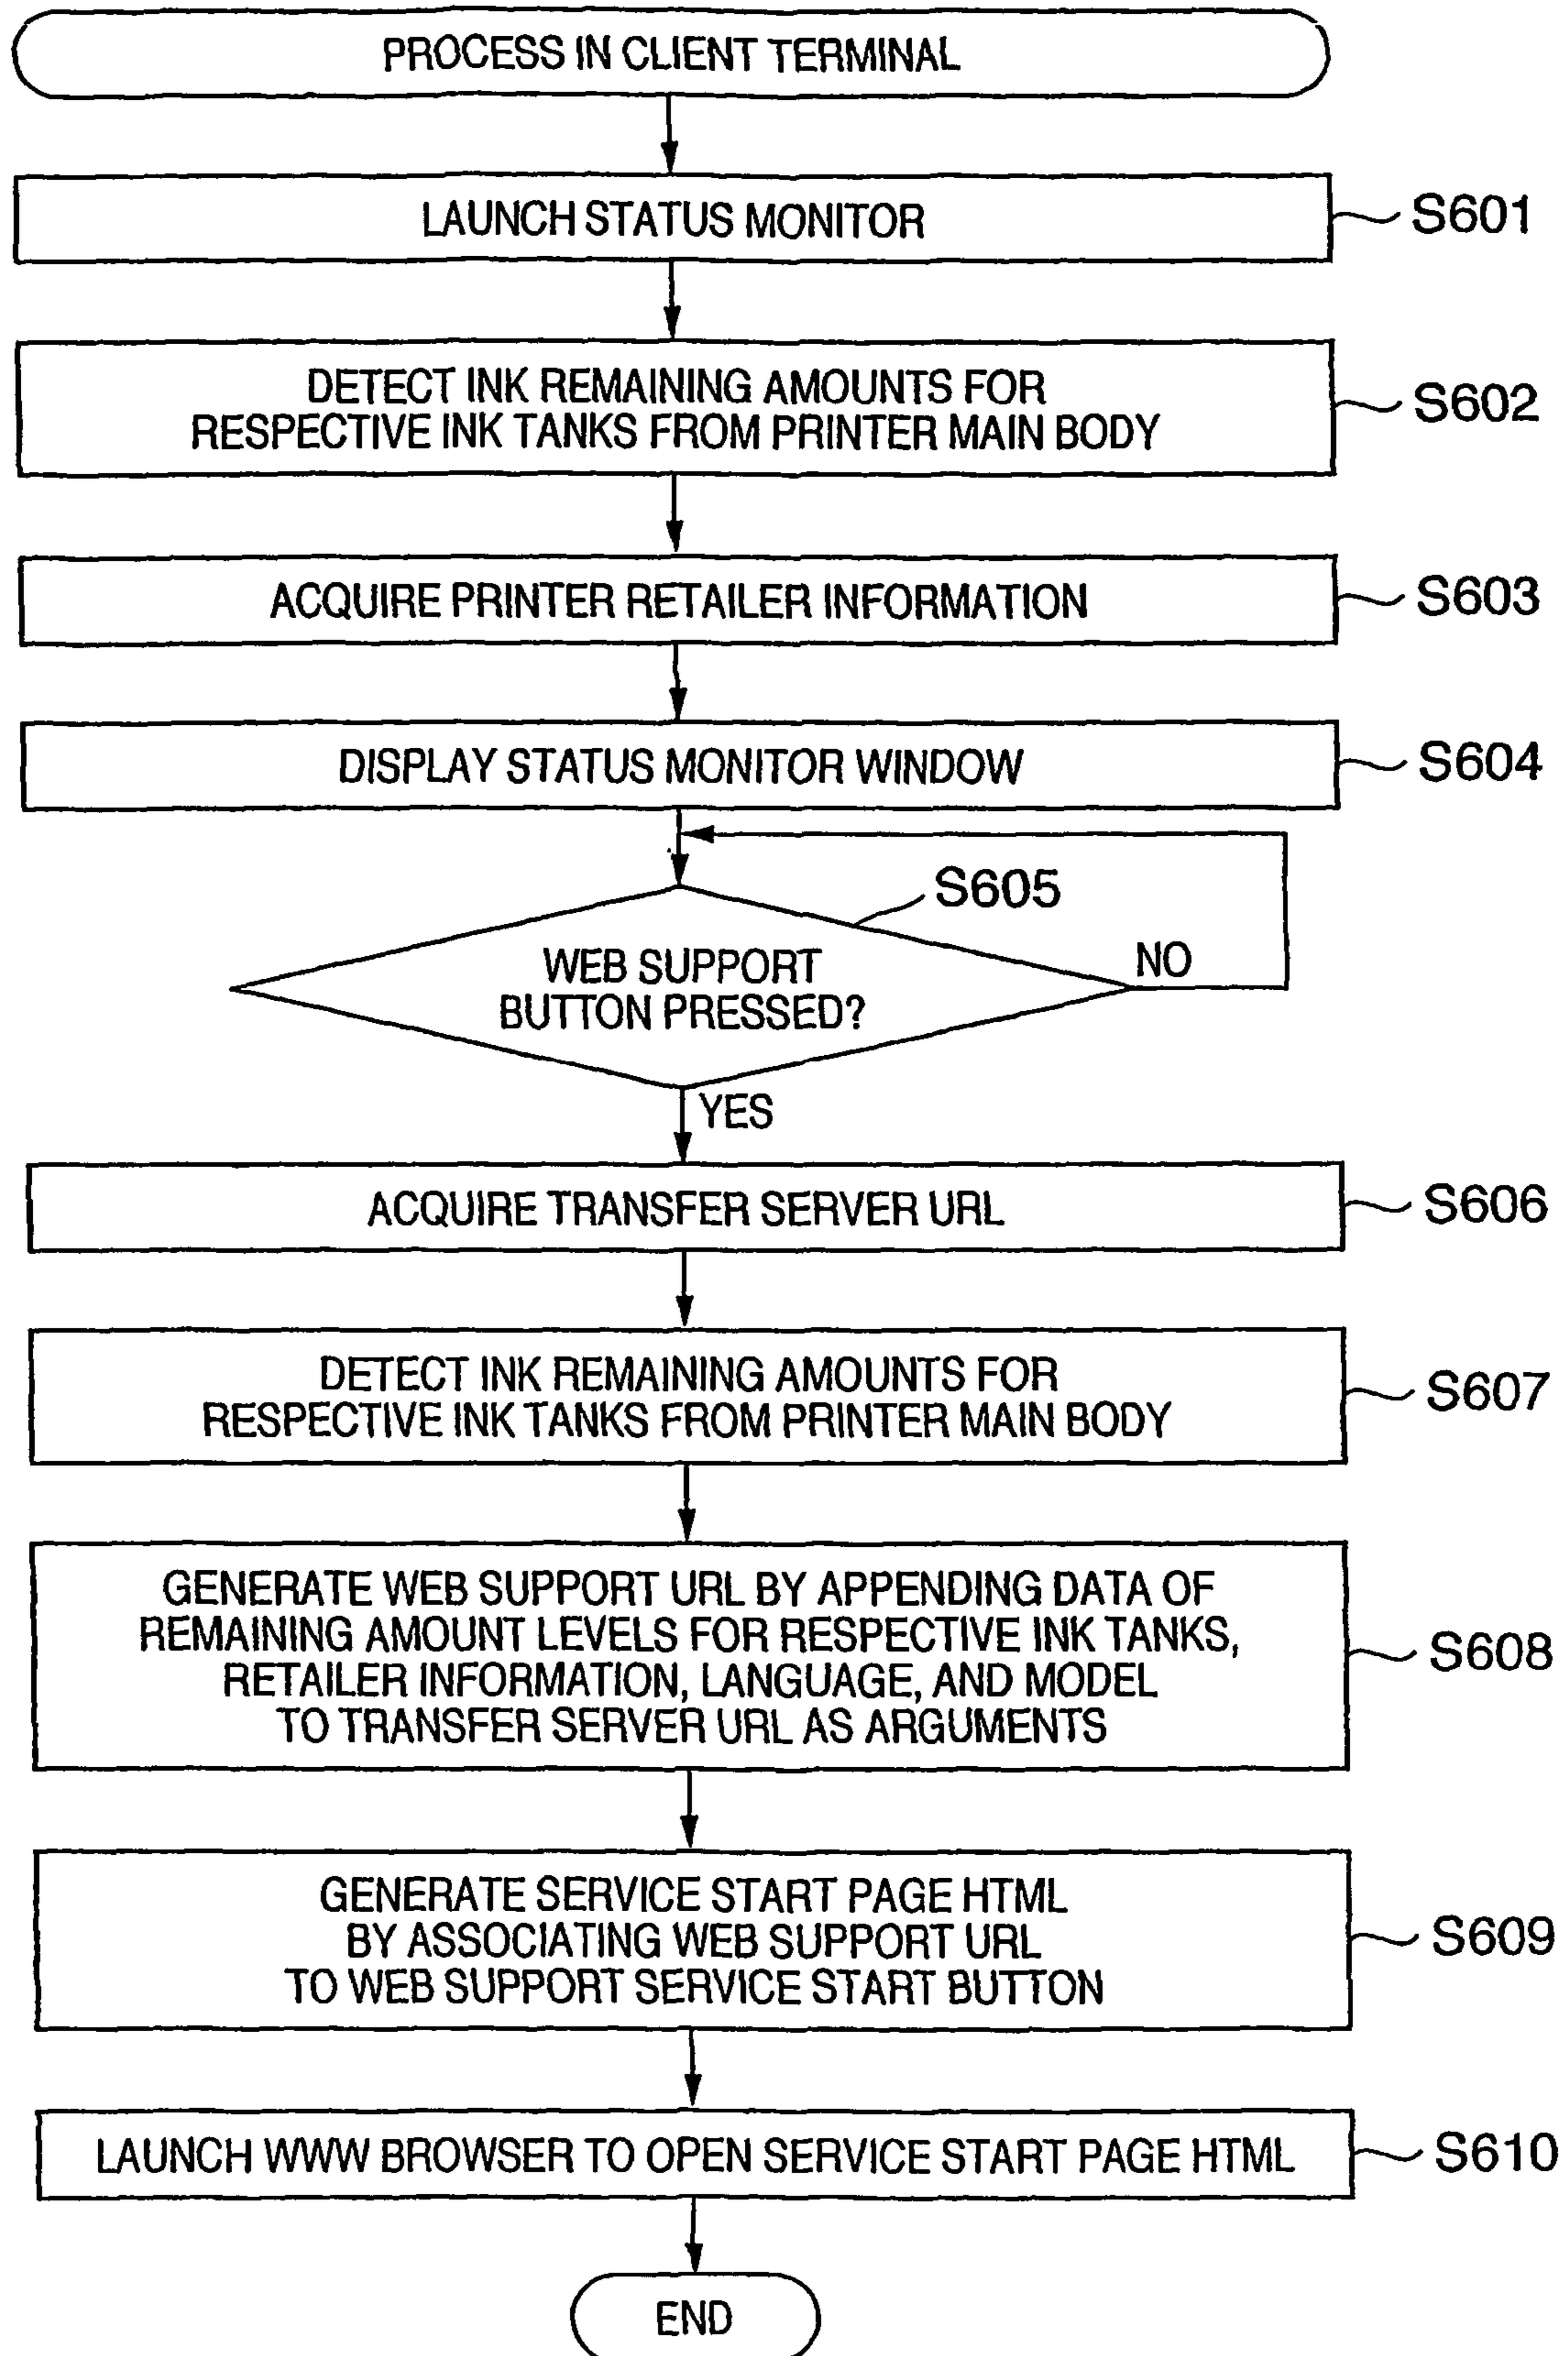 PROCESS IN CLIENT TERMINAL
LAUNCH STATUS MONITOR
S601
DETECT INK REMAINING AMOUNTS FOR
RESPECTIVE INK TANKS FROM PRINTER MAIN BODY
S602
ACQUIRE PRINTER RETAILER INFORMATION
S603
DISPLAY STATUS MONITOR WINDOW
S604
S605
WEB SUPPORT
BUTTON PRESSED?
NO
YES
ACQUIRE TRANSFER SERVER URL
S606
DETECT INK REMAINING AMOUNTS FOR
RESPECTIVE INK TANKS FROM PRINTER MAIN BODY
S607
GENERATE WEB SUPPORT URL BY APPENDING DATA OF
REMAINING AMOUNT LEVELS FOR RESPECTIVE INK TANKS,
RETAILER INFORMATION, LANGUAGE, AND MODEL
TO TRANSFER SERVER URL AS ARGUMENTS
S608
GENERATE SERVICE START PAGE HTML
BY ASSOCIATING WEB SUPPORT URL
TO WEB SUPPORT SERVICE START BUTTON
S609
LAUNCH WWW BROWSER TO OPEN SERVICE START PAGE HTML
S610
END